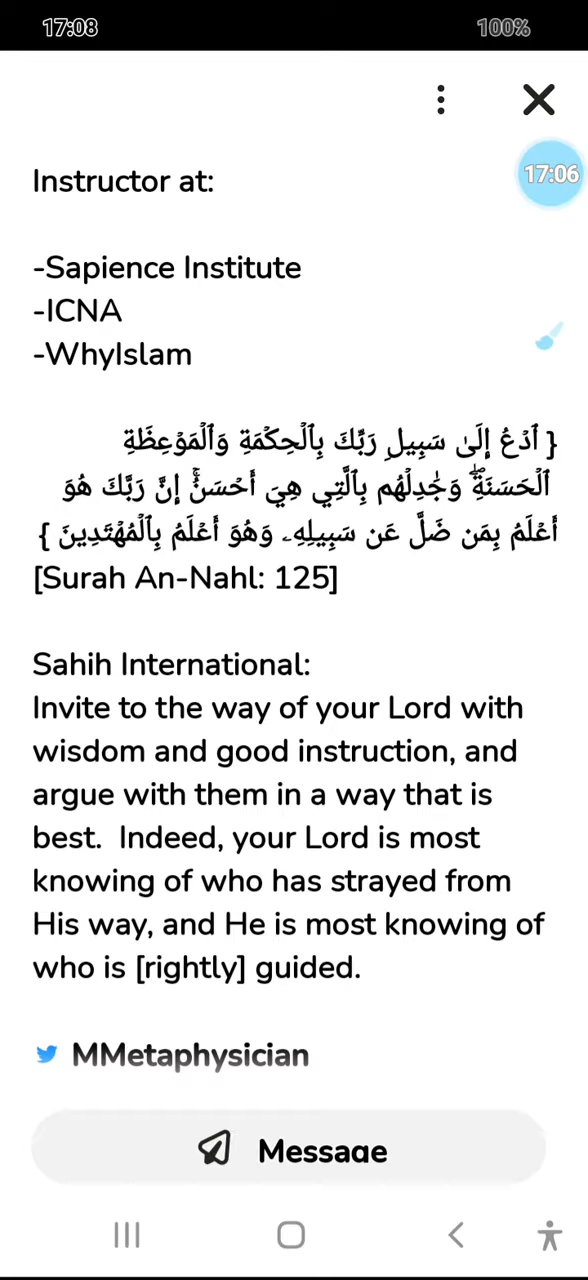 17:08
100%
17:06
Instructor at:
-Sapience Institute
-ICNA
-WhyIslam
{ ٱدۡعُ إِلَىٰ سَبِيلِ رَبِّكَ بِٱلۡحِكۡمَةِ وَٱلۡمَوۡعِظَةِ
ٱلۡحَسَنَةِۖ وَجَٰدِلۡهُم بِٱلَّتِي هِيَ أَحۡسَنُۚ إِنَّ رَبَّكَ هُوَ
أَعۡلَمُ بِمَن ضَلَّ عَن سَبِيلِهِۦ وَهُوَ أَعۡلَمُ بِٱلۡمُهۡتَدِينَ }
[Surah An-Nahl: 125]
Sahih International:
Invite to the way of your Lord with
wisdom and good instruction, and
argue with them in a way that is
best.  Indeed, your Lord is most
knowing of who has strayed from
His way, and He is most knowing of
who is [rightly] guided.
MMetaphysician
Message